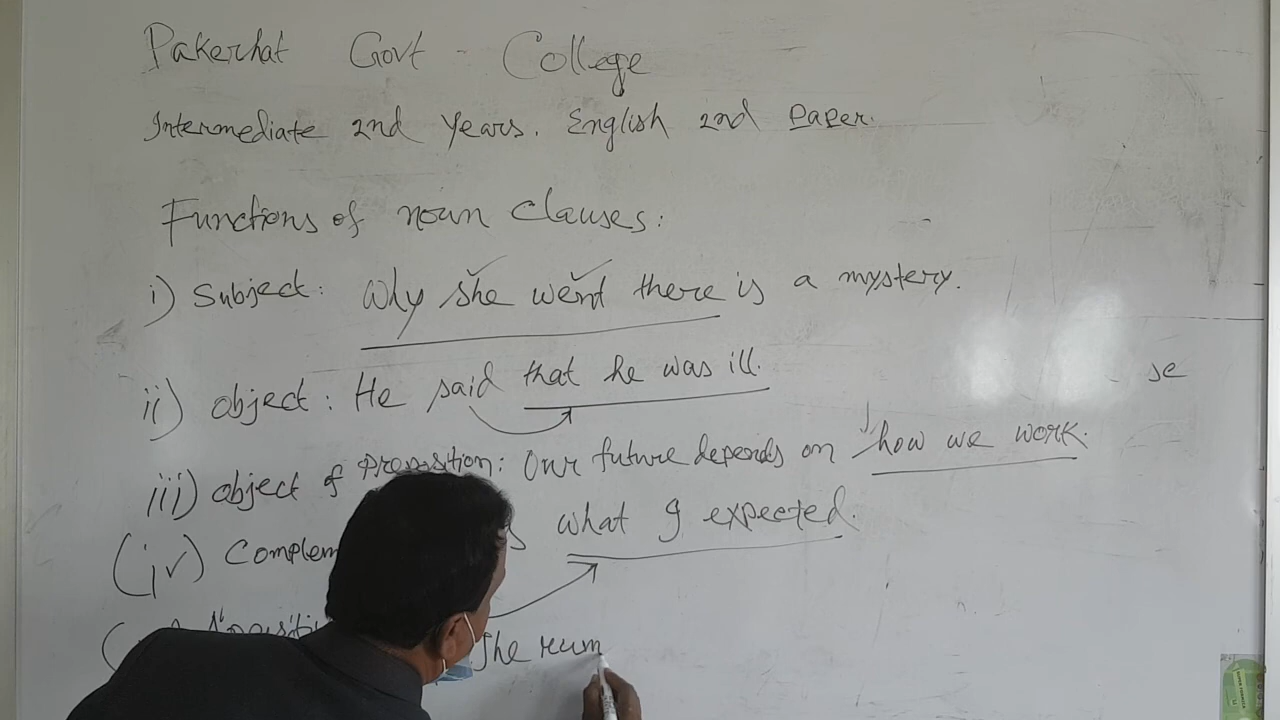 Pakerhat Govt - College
Intermediate 2nd Years. English 2nd Paper.
Functions of noun Clauses:
i) Subject: Why she went there is a mystery.
ii) object: He said that he was ill.
se
iii) object of Preposition: Our future depends on how we work.
(iv) Complem what I expected.
The rum